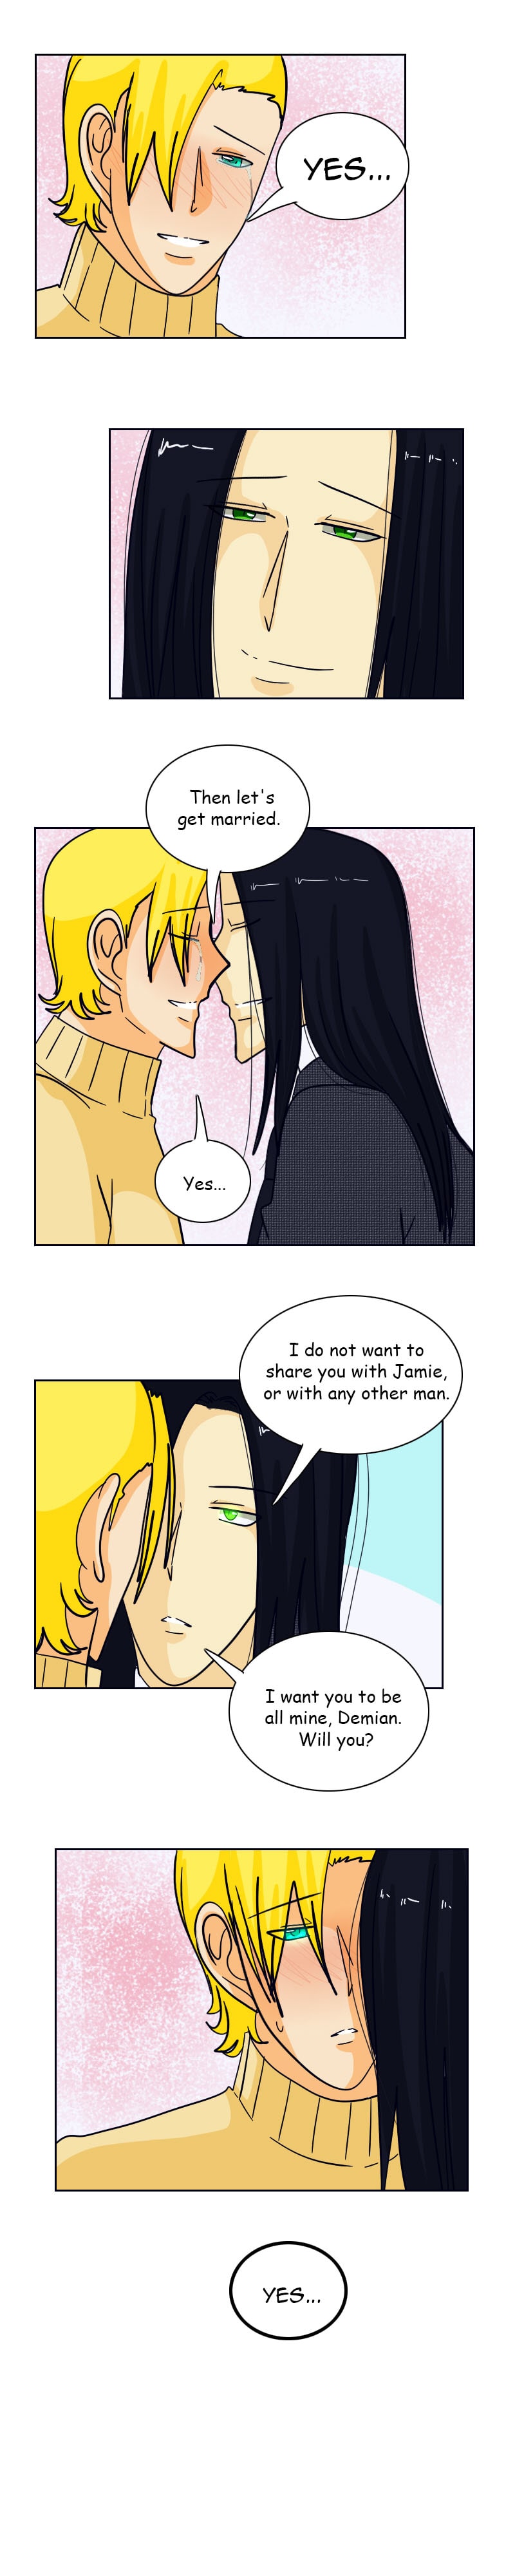 YES...
Then let's
get married.
Yes...
I do not want to
share you with Jamie,
or with any other man.
I want you to be
all mine, Demian.
Will you?
YES...